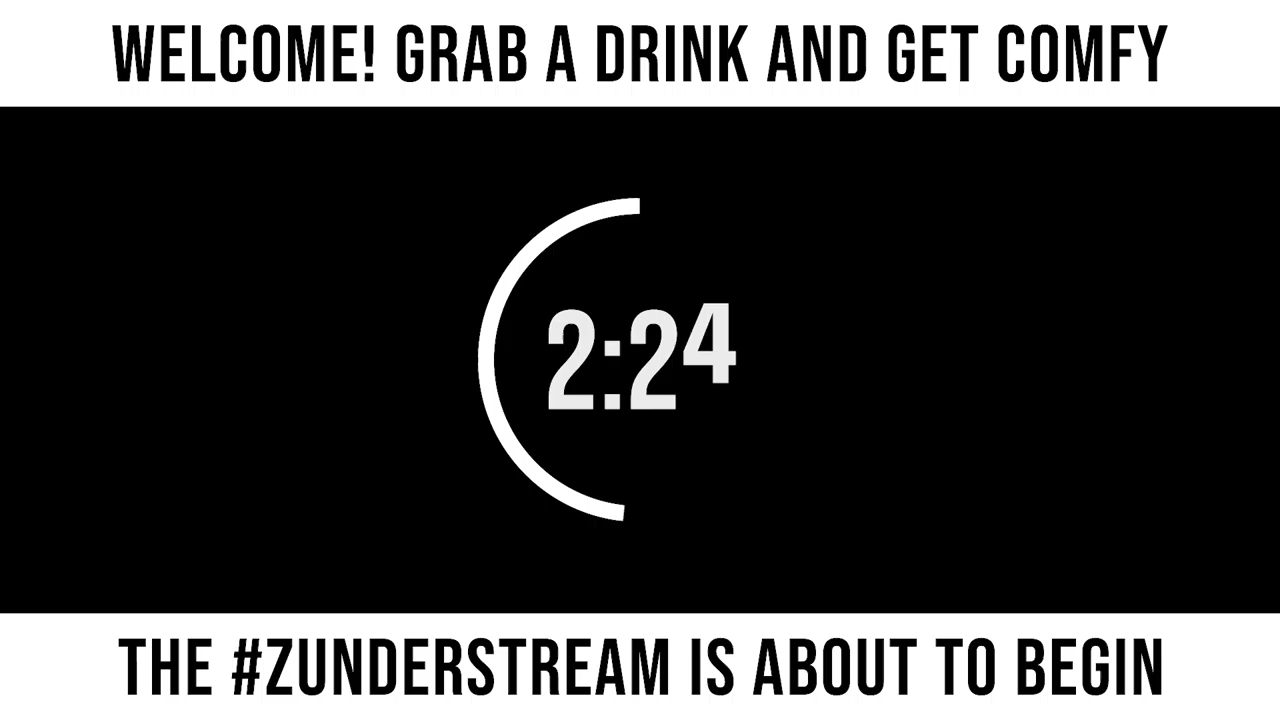 WELCOME! GRAB A DRINK AND GET COMFY
2:24
THE #ZUNDERSTREAM IS ABOUT TO BEGIN